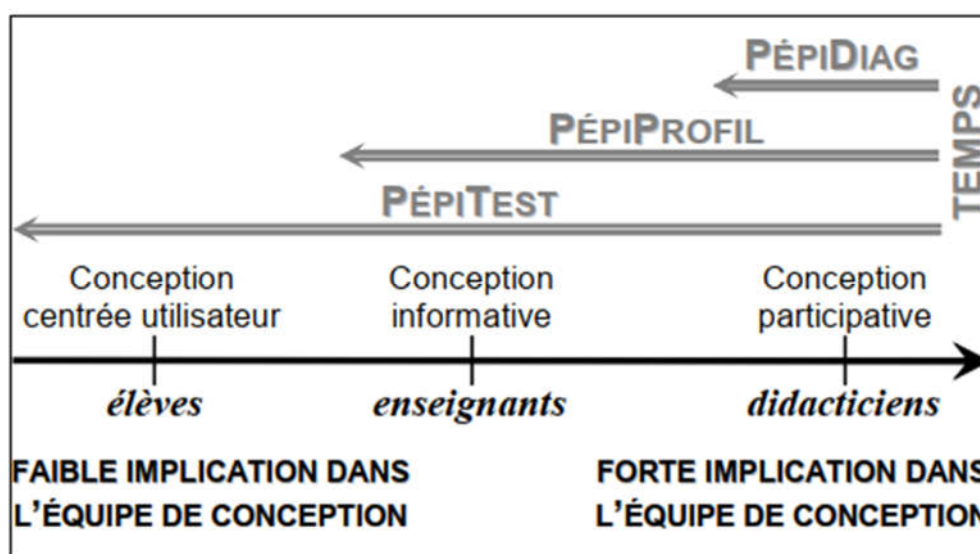 PÉPIDIAG
TEMPS
PÉPIPROFIL
PÉPITEST
Conception
centrée utilisateur
Conception
informative
Conception
participative
élèves
enseignants
didacticiens
FAIBLE IMPLICATION DANS
L'ÉQUIPE DE CONCEPTION
FORTE IMPLICATION DANS
L'ÉQUIPE DE CONCEPTION